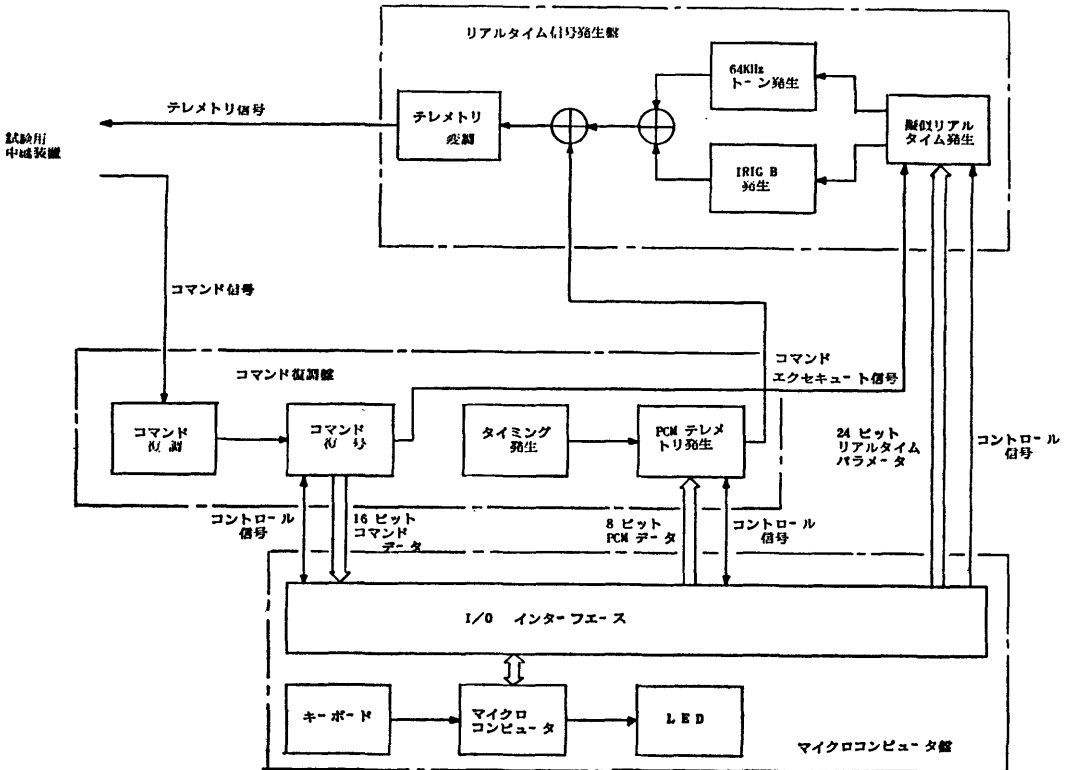 リアルタイム信号発生盤
64KHz
トーン発生
テレメトリ信号
テレメトリ
変調
擬似リアル
タイム発生
試験用
中継装置
IRIG B
発生
コマンド信号
コマンド
エクセキュート信号
コマンド復調盤
コマンド
復調
コマンド
復号
タイミング
発生
PCM テレメ
トリ発生
24 ビット
リアルタイム
パラメータ
コントロール
信号
コントロール
信号
16 ビット
コマンド
データ
8 ビット
PCM データ
コントロール
信号
I/O インターフエース
キーボード
マイクロ
コンピュータ
LED
マイクロコンピュータ盤